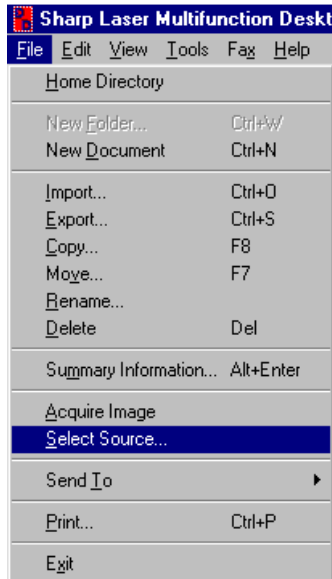 Sharp Laser Multifunction Deskt
File Edit View Tools Fax Help
Home Directory
New Folder... Ctrl+W
New Document Ctrl+N
Import... Ctrl+O
Export... Ctrl+S
Copy... F8
Move... F7
Rename...
Delete Del
Summary Information... Alt+Enter
Acquire Image
Select Source...
Send To
Print... Ctrl+P
Exit